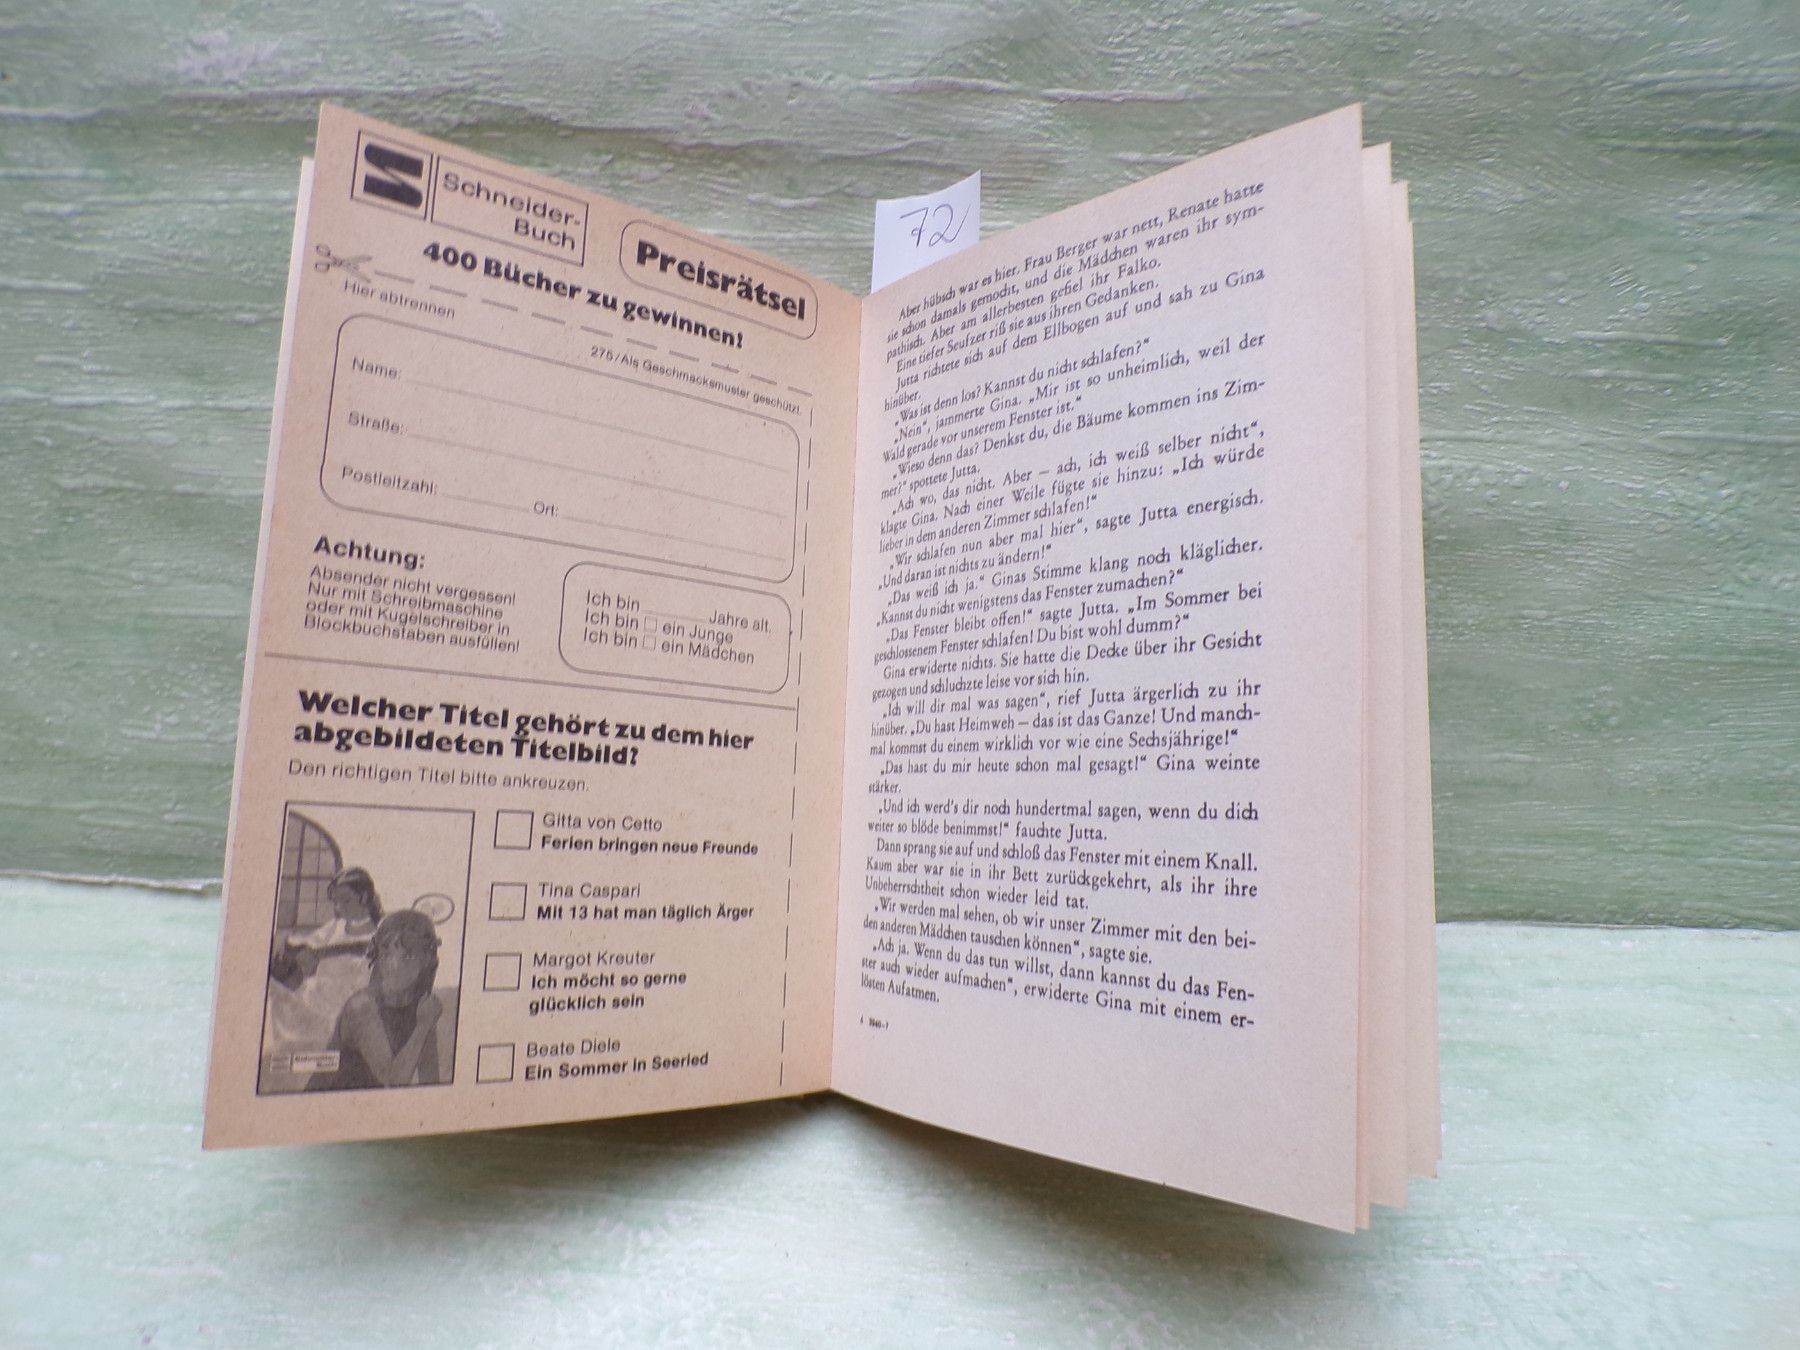 Schneider-
Buch
Preisrätsel
400 Bücher zu gewinnen!
Hier abtrennen
275/Als Geschmacksmuster geschützt.
Name:
Straße:
Postleitzahl:
Ort:
Achtung:
Absender nicht vergessen!
Nur mit Schreibmaschine
oder mit Kugelschreiber in
Blockbuchstaben ausfüllen!
Ich bin Jahre alt.
Ich bin ein Junge
Ich bin ein Mädchen
Welcher Titel gehört zu dem hier
abgebildeten Titelbild?
Den richtigen Titel bitte ankreuzen.
Gitta von Cetto
Ferien bringen neue Freunde
Tina Caspari
Mit 13 hat man täglich Ärger
Margot Kreuter
Ich möcht so gerne
glücklich sein
Beate Diele
Ein Sommer in Seeried
72
Aber hübsch war es hier. Frau Berger war nett, Renate hatte
sie schon damals gemocht, und die Mädchen waren ihr sym-
pathisch. Aber am allerbesten gefiel ihr Falko.
Eine tiefer Seufzer riß sie aus ihren Gedanken.
Jutta richtete sich auf dem Ellbogen auf und sah zu Gina
hinüber.
„Was ist denn los? Kannst du nicht schlafen?“
„Nein“, jammerte Gina. „Mir ist so unheimlich, weil der
Wald gerade vor unserem Fenster ist.“
„Wieso denn das? Denkst du, die Bäume kommen ins Zim-
mer?“ spottete Jutta.
„Ach wo, das nicht. Aber – ach, ich weiß selber nicht“,
klagte Gina. Nach einer Weile fügte sie hinzu: „Ich würde
lieber in dem anderen Zimmer schlafen!“
„Wir schlafen nun aber mal hier“, sagte Jutta energisch.
„Und daran ist nichts zu ändern!“
„Das weiß ich ja.“ Ginas Stimme klang noch kläglicher.
„Kannst du nicht wenigstens das Fenster zumachen?“
„Das Fenster bleibt offen!“ sagte Jutta. „Im Sommer bei
geschlossenem Fenster schlafen! Du bist wohl dumm?“
Gina erwiderte nichts. Sie hatte die Decke über ihr Gesicht
gezogen und schluchzte leise vor sich hin.
„Ich will dir mal was sagen“, rief Jutta ärgerlich zu ihr
hinüber. „Du hast Heimweh – das ist das Ganze! Und manch-
mal kommst du einem wirklich vor wie eine Sechsjährige!“
„Das hast du mir heute schon mal gesagt!“ Gina weinte
stärker.
„Und ich werd's dir noch hundertmal sagen, wenn du dich
weiter so blöde benimmst!“ fauchte Jutta.
Dann sprang sie auf und schloß das Fenster mit einem Knall.
Kaum aber war sie in ihr Bett zurückgekehrt, als ihr ihre
Unbeherrschtheit schon wieder leid tat.
„Wir werden mal sehen, ob wir unser Zimmer mit den bei-
den anderen Mädchen tauschen können“, sagte sie.
„Ach ja. Wenn du das tun willst, dann kannst du das Fen-
ster auch wieder aufmachen“, erwiderte Gina mit einem er-
lösten Aufatmen.